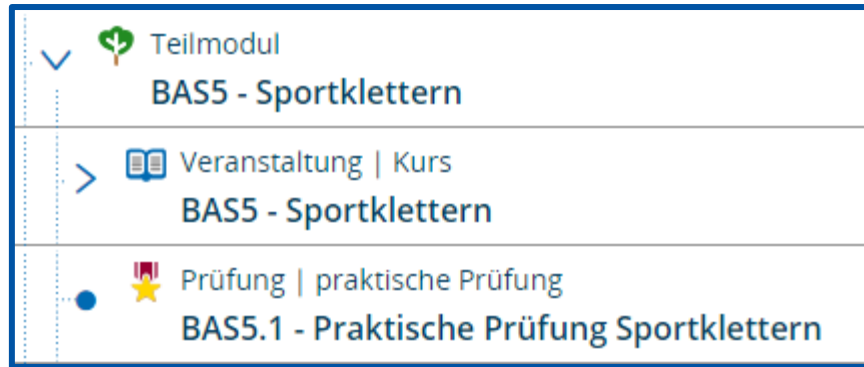 Teilmodul
BAS5 - Sportklettern
Veranstaltung | Kurs
BAS5 - Sportklettern
Prüfung | praktische Prüfung
BAS5.1 - Praktische Prüfung Sportklettern